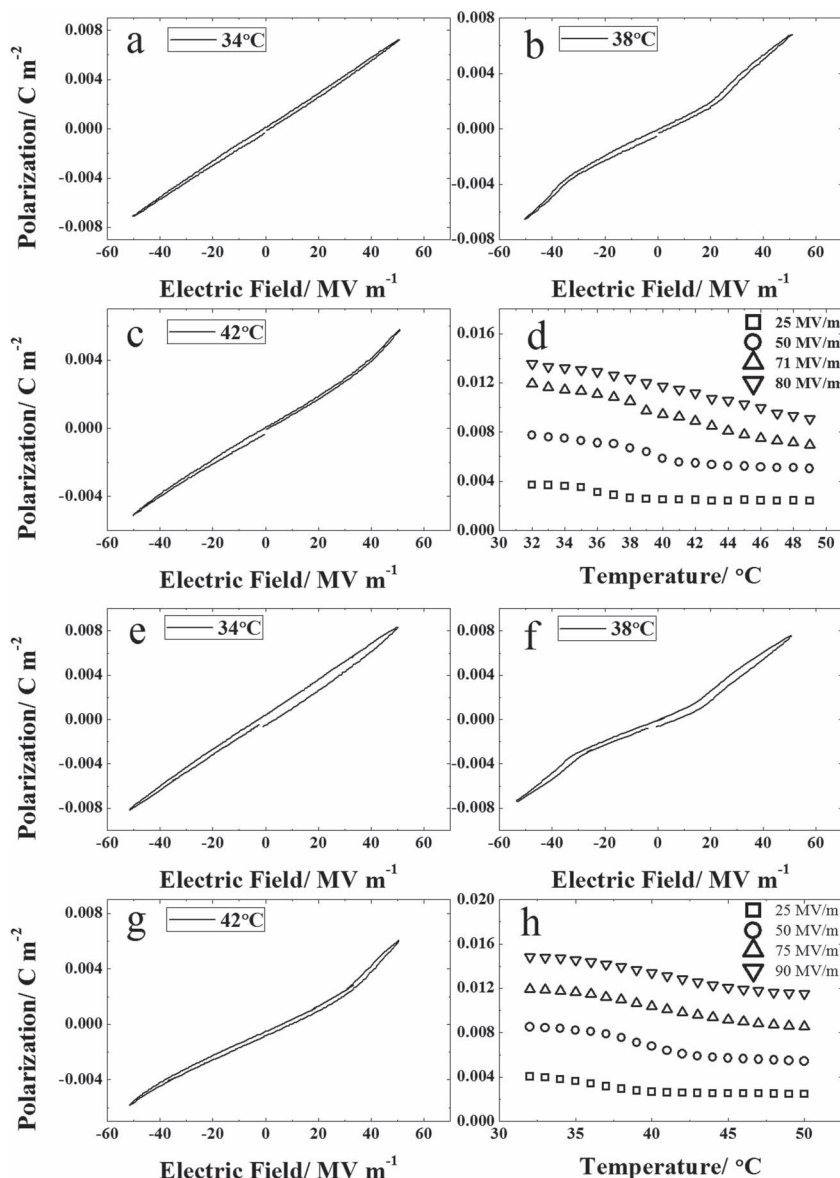 a
34°C
Polarization/ C m-2
0.008
0.004
0.000
-0.004
-0.008
-60 -40 -20 0 20 40 60
Electric Field/ MV m-1
b
38°C
0.008
0.004
0.000
-0.004
-0.008
-60 -40 -20 0 20 40 60
Electric Field/ MV m-1
c
42°C
Polarization/ C m-2
0.004
0.000
-0.004
-60 -40 -20 0 20 40 60
Electric Field/ MV m-1
d
25 MV/m
50 MV/m
71 MV/m
80 MV/m
0.016
0.012
0.008
0.004
0.000
30 32 34 36 38 40 42 44 46 48 50
Temperature/ °C
e
34°C
Polarization/ C m-2
0.008
0.004
0.000
-0.004
-0.008
-60 -40 -20 0 20 40 60
Electric Field/ MV m-1
f
38°C
0.008
0.004
0.000
-0.004
-0.008
-60 -40 -20 0 20 40 60
Electric Field/ MV m-1
g
42°C
Polarization/ C m-2
0.008
0.004
0.000
-0.004
-60 -40 -20 0 20 40 60
Electric Field/ MV m-1
h
25 MV/m
50 MV/m
75 MV/m
90 MV/m
0.020
0.016
0.012
0.008
0.004
0.000
30 35 40 45 50
Temperature/ °C